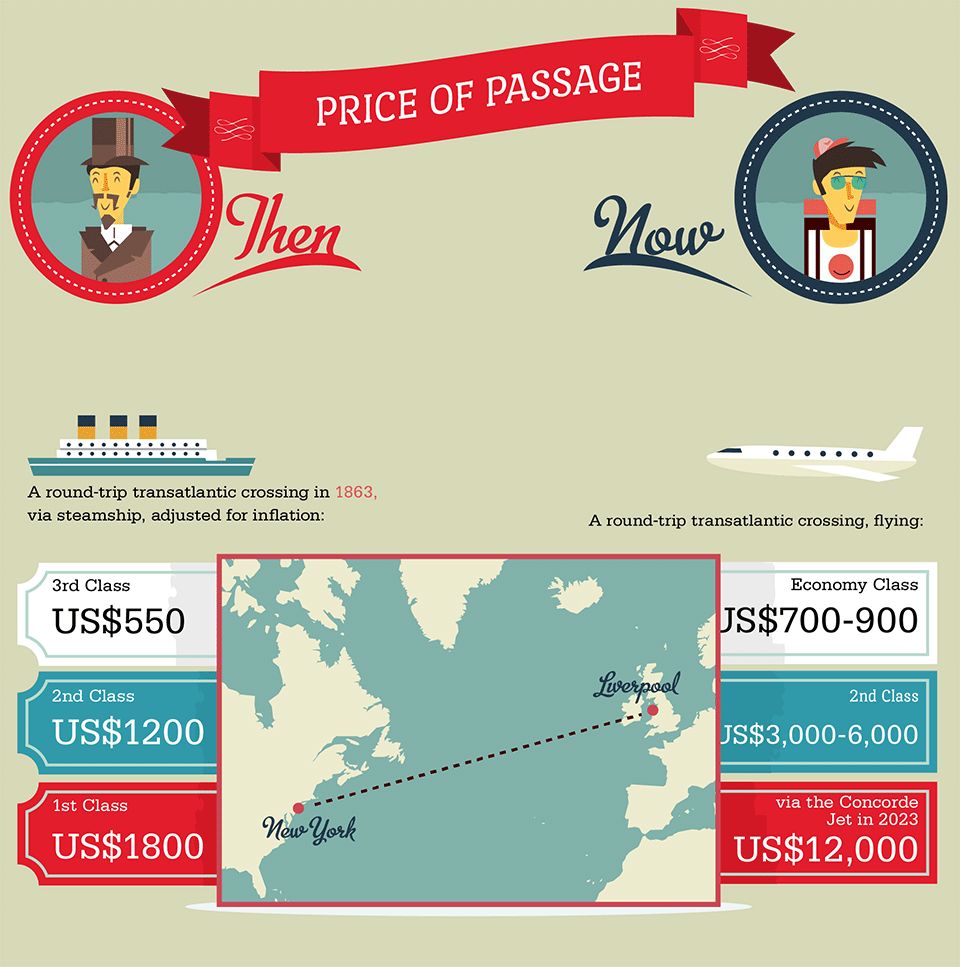 PRICE OF PASSAGE
Then
Now
A round-trip transatlantic crossing in 1863,
via steamship, adjusted for inflation:
A round-trip transatlantic crossing, flying:
3rd Class
US$550
2nd Class
US$1200
1st Class
US$1800
Liverpool
New York
Economy Class
US$700-900
2nd Class
US$3,000-6,000
via the Concorde
Jet in 2023
US$12,000